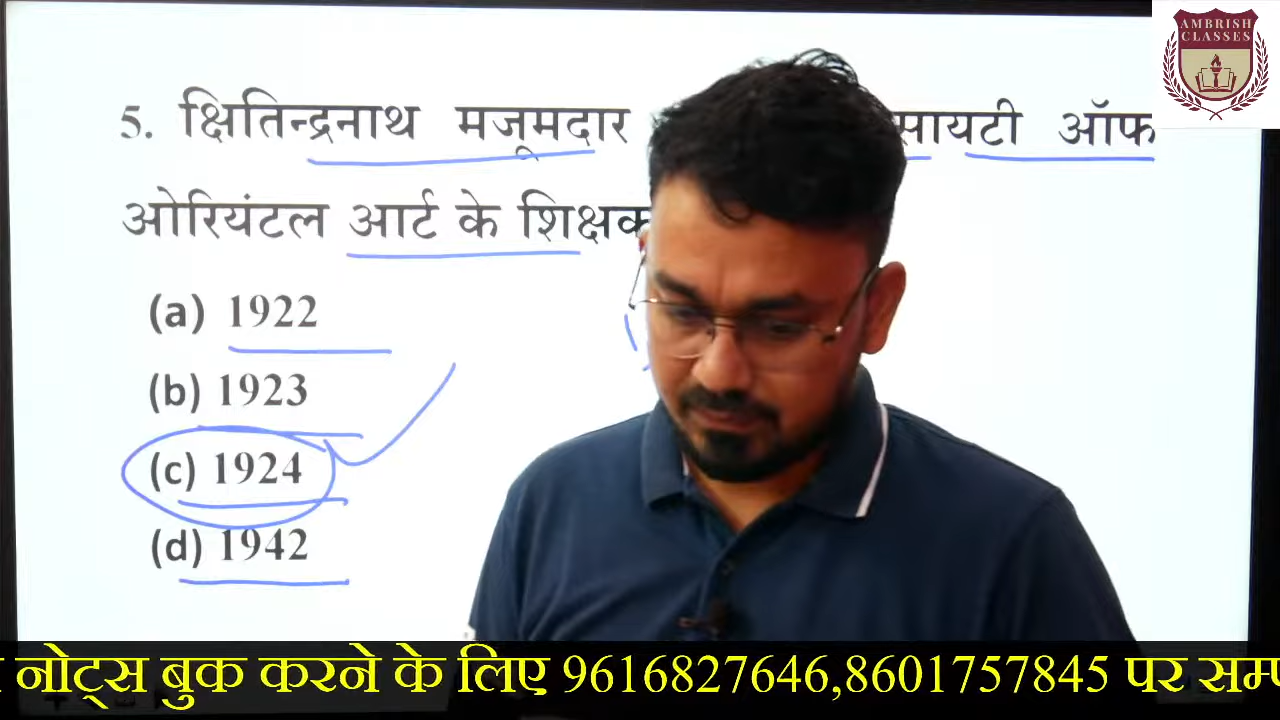 AMBRISH
CLASSES
5. क्षितिन्द्रनाथ मजूमदार सायटी ऑफ
ओरियंटल आर्ट के शिक्षक
(a) 1922
(b) 1923
(c) 1924
(d) 1942
नोट्स बुक करने के लिए 9616827646,8601757845 पर सम्प